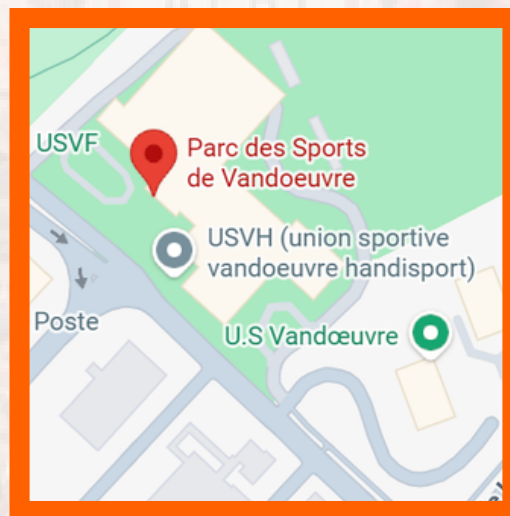 USVF
Parc des Sports
de Vandoeuvre
USVH (union sportive
vandoeuvre handisport)
Poste
U.S Vandœuvre